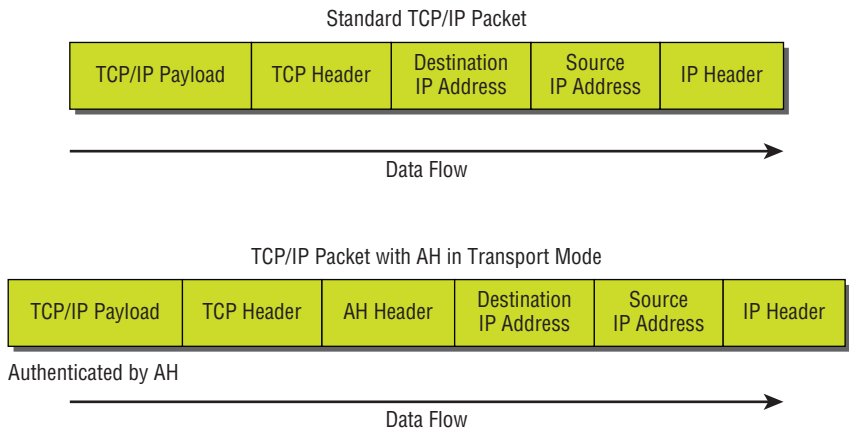 Standard TCP/IP Packet
TCP/IP Payload
TCP Header
Destination
IP Address
Source
IP Address
IP Header
Data Flow
TCP/IP Packet with AH in Transport Mode
TCP/IP Payload
TCP Header
AH Header
Destination
IP Address
Source
IP Address
IP Header
Authenticated by AH
Data Flow